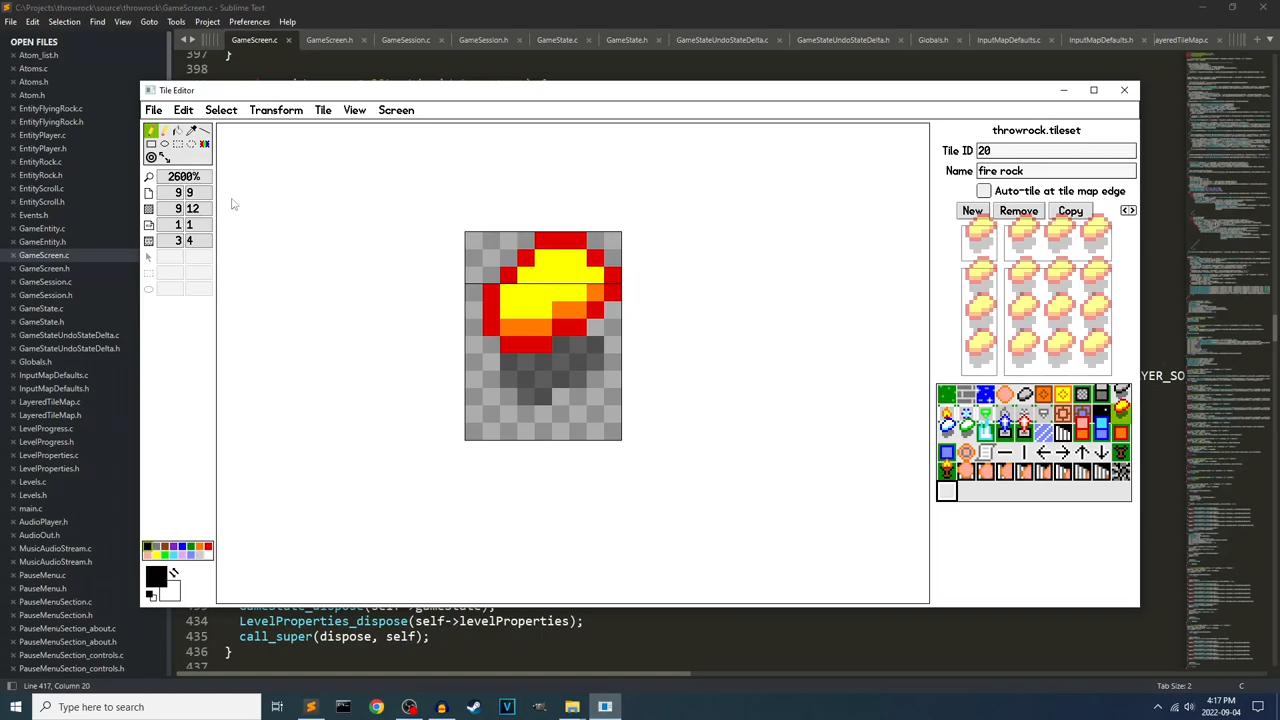 C:\Projects\throwrock\source\throwrock\GameScreen.c - Sublime Text
File Edit Selection Find View Goto Tools Project Preferences Help
OPEN FILES
GameScreen.c GameScreen.h GameSession.c GameSession.h GameState.c GameState.h GameStateUndoStateDelta.c GameStateUndoStateDelta.h Globals.h InputMapDefaults.c InputMapDefaults.h ayeredTileMap.c
Atom_list.h
Atoms.c
Atoms.h
Atom.h
EntityFlyingRock.c
EntityFlyingRock.h
EntityPlayer.c
EntityPlayer.h
EntityRock.c
EntityRock.h
EntityScroll.c
EntityScroll.h
Events.h
GameEntity.c
GameEntity.h
GameScreen.c
GameScreen.h
GameSession.c
GameSession.h
GameState.c
GameState.h
GameStateUndoStateDelta.c
GameStateUndoStateDelta.h
Globals.h
InputMapDefaults.c
InputMapDefaults.h
LayeredTileMap.c
LayeredTileMap.h
LevelProgress.c
LevelProgress.h
LevelProperties.c
LevelProperties.h
Levels.c
Levels.h
main.c
AudioPlayer.h
AudioOut.h
MusicAudioStream.c
MusicAudioStream.h
PauseMenu.c
PauseMenu.h
PauseMenuSection.c
PauseMenuSection.h
PauseMenuSection_about.c
PauseMenuSection_about.h
PauseMenuSection_controls.c
PauseMenuSection_controls.h
397 }
398
Tile Editor
File Edit Select Transform Tile View Screen
2600%
9 9
9 12
1 1
3 4
throwrock.tileset
Tile ID 20
Name fire rock
Auto-tile at tile map edge
New Remove Copy
YER_SO
434
435 call_super(dispose, self);
436 }
437
Line 417, Column 20
Tab Size: 2
C
Type here to search
4:17 PM
2022-09-04